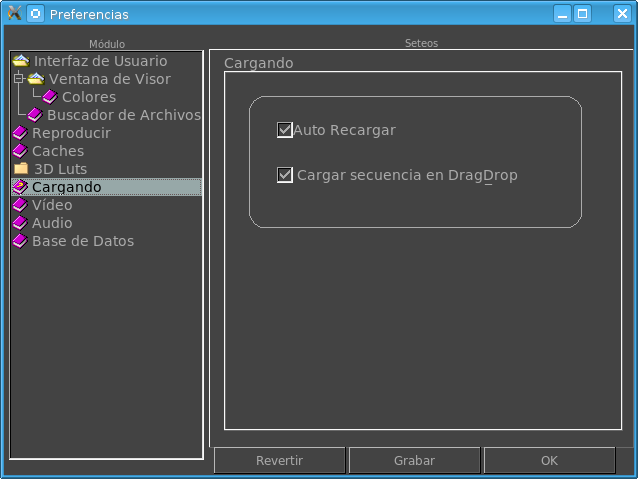 Preferencias
Módulo
Seteos
Interfaz de Usuario
Ventana de Visor
Colores
Buscador de Archivos
Reproducir
Caches
3D Luts
Cargando
Vídeo
Audio
Base de Datos
Cargando
Auto Recargar
Cargar secuencia en DragDrop
Revertir
Grabar
OK